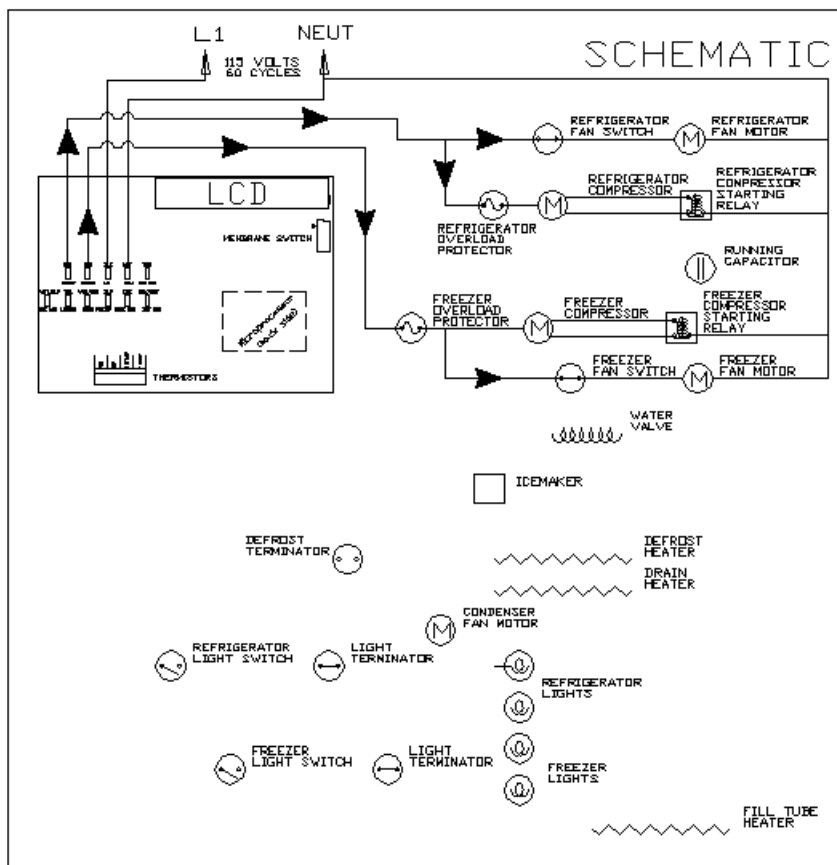 L1
NEUT
115 VOLTS
60 CYCLES
SCHEMATIC
REFRIGERATOR
FAN SWITCH
REFRIGERATOR
FAN MOTOR
LCD
REFRIGERATOR
COMPRESSOR
REFRIGERATOR
COMPRESSOR
STARTING
RELAY
MEMBRANE SWITCH
REFRIGERATOR
OVERLOAD
PROTECTOR
RUNNING
CAPACITOR
Microprocessor
(back side)
FREEZER
OVERLOAD
PROTECTOR
FREEZER
COMPRESSOR
FREEZER
COMPRESSOR
STARTING
RELAY
THERMISTORS
FREEZER
FAN SWITCH
FREEZER
FAN MOTOR
WATER
VALVE
ICEMAKER
DEFROST
TERMINATOR
DEFROST
HEATER
DRAIN
HEATER
CONDENSER
FAN MOTOR
REFRIGERATOR
LIGHT SWITCH
LIGHT
TERMINATOR
REFRIGERATOR
LIGHTS
FREEZER
LIGHT SWITCH
LIGHT
TERMINATOR
FREEZER
LIGHTS
FILL TUBE
HEATER
M
M
M
M
M